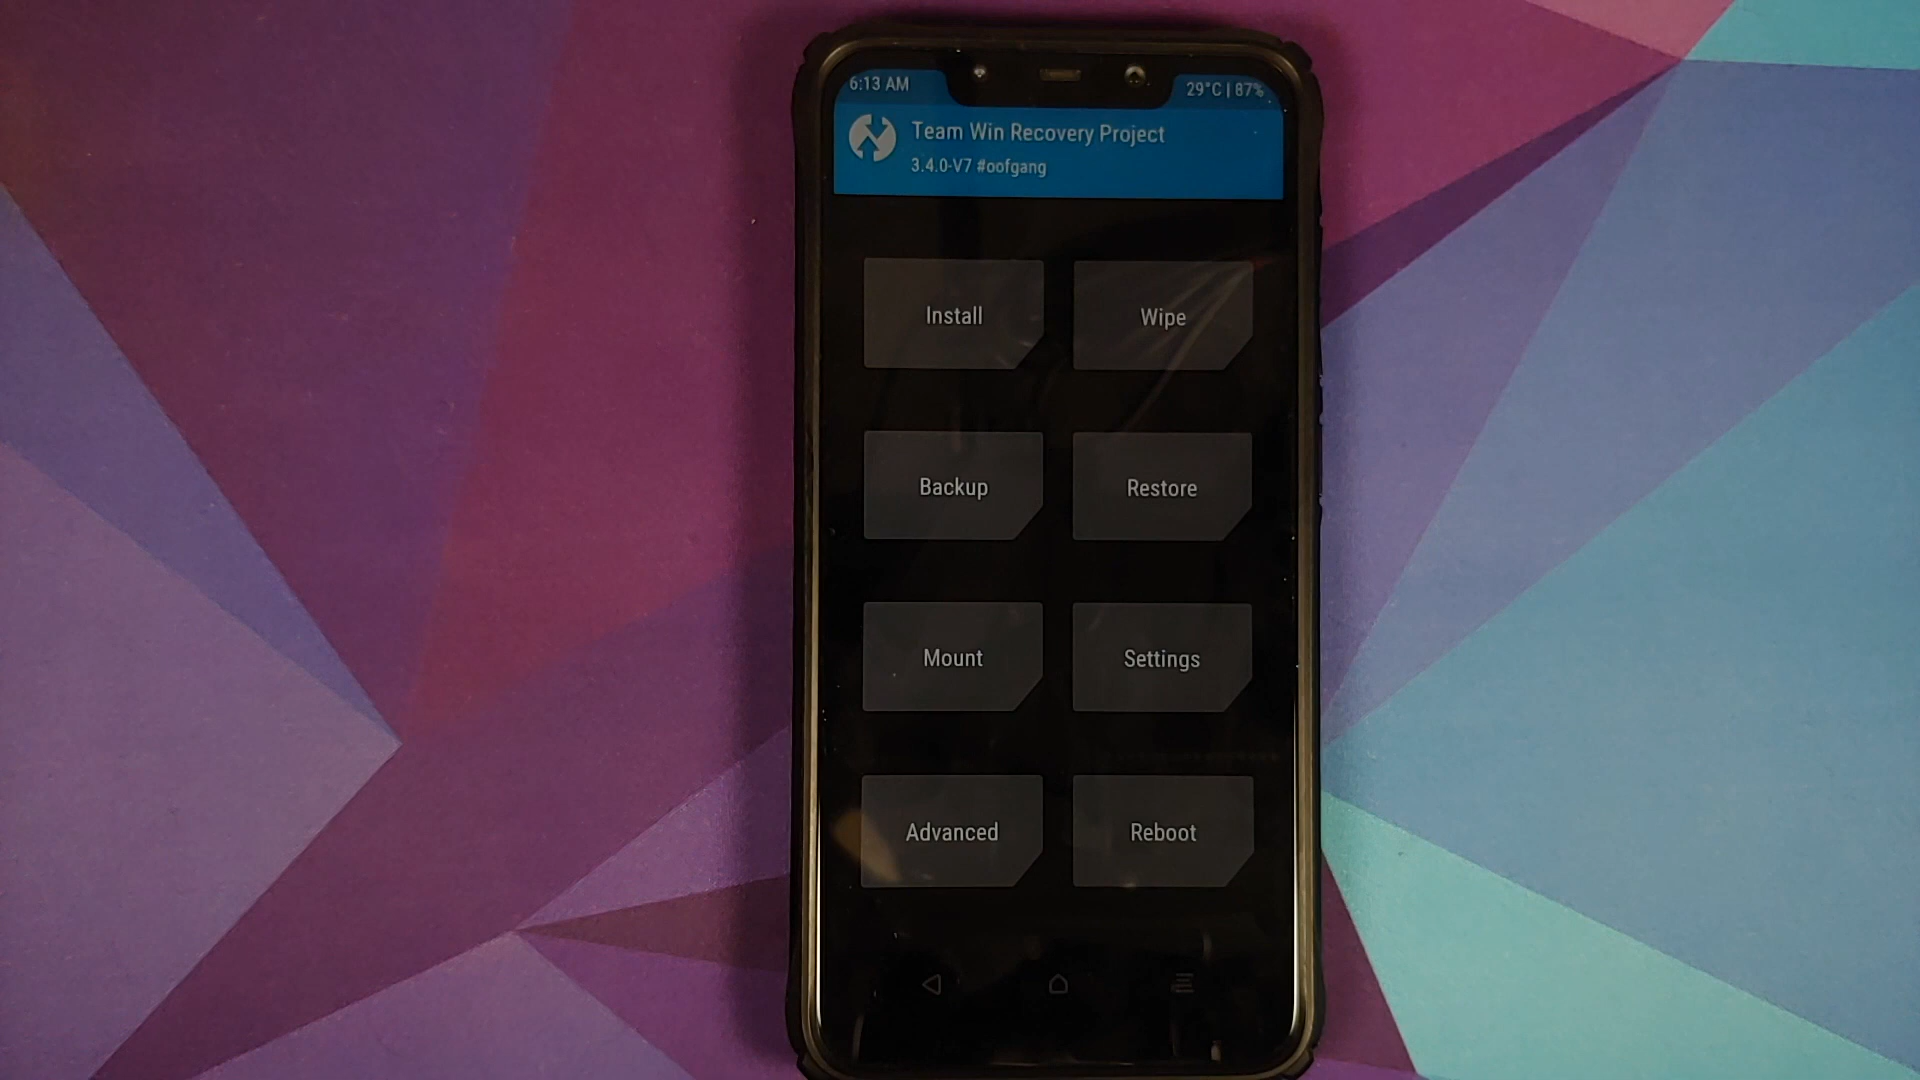 6:13 AM
29°C | 87%
Team Win Recovery Project
3.4.0-V7 #oofgang
Install
Wipe
Backup
Restore
Mount
Settings
Advanced
Reboot